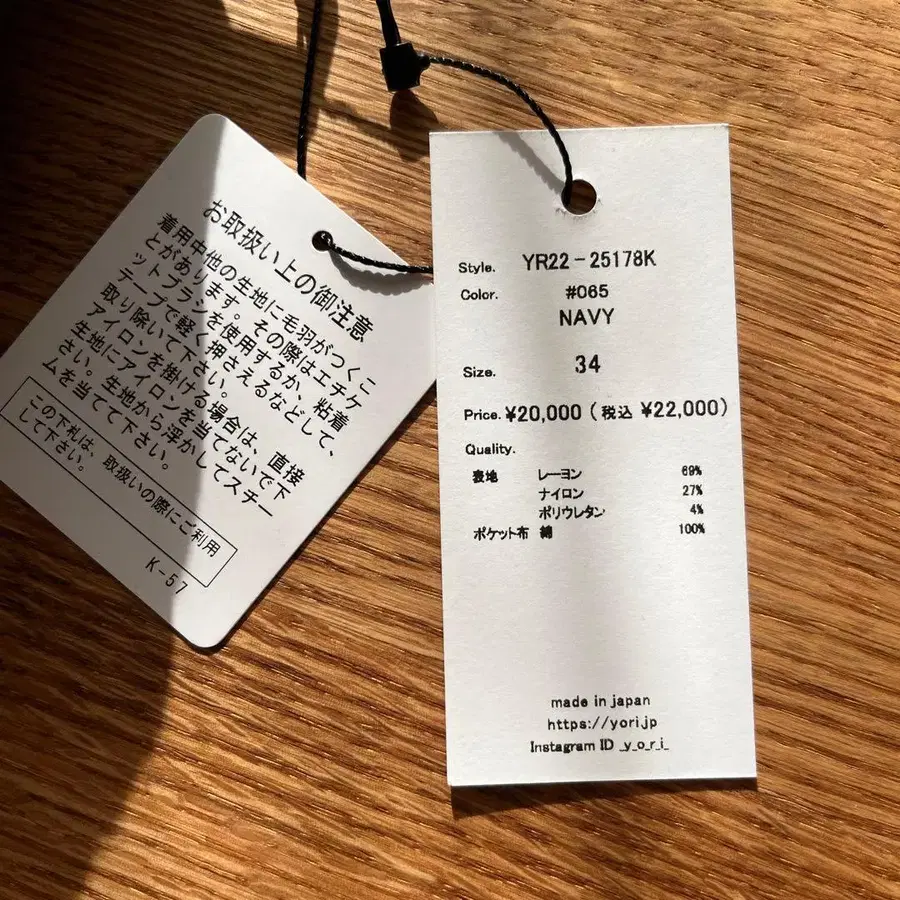 お取扱い上の御注意
着用中他の生地に毛羽がつくこ
とがあります。その際はエチケ
ットブラシを使用するか、粘着
テープで軽く押さえるなどして、
取り除いて下さい。
アイロンを掛ける場合は、直接
生地にアイロンを当てないで下
さい。生地から浮かしてスチー
ムを当てて下さい。
この下札は、取扱いの際にご利用
して下さい。
K-57
Style. YR22-25178K
Color. #065
NAVY
Size. 34
Price. ¥20,000 (税込 ¥22,000)
Quality.
表地 レーヨン 69%
ナイロン 27%
ポリウレタン 4%
ポケット布 綿 100%
made in japan
https://yori.jp
Instagram ID _y_o_r_i_